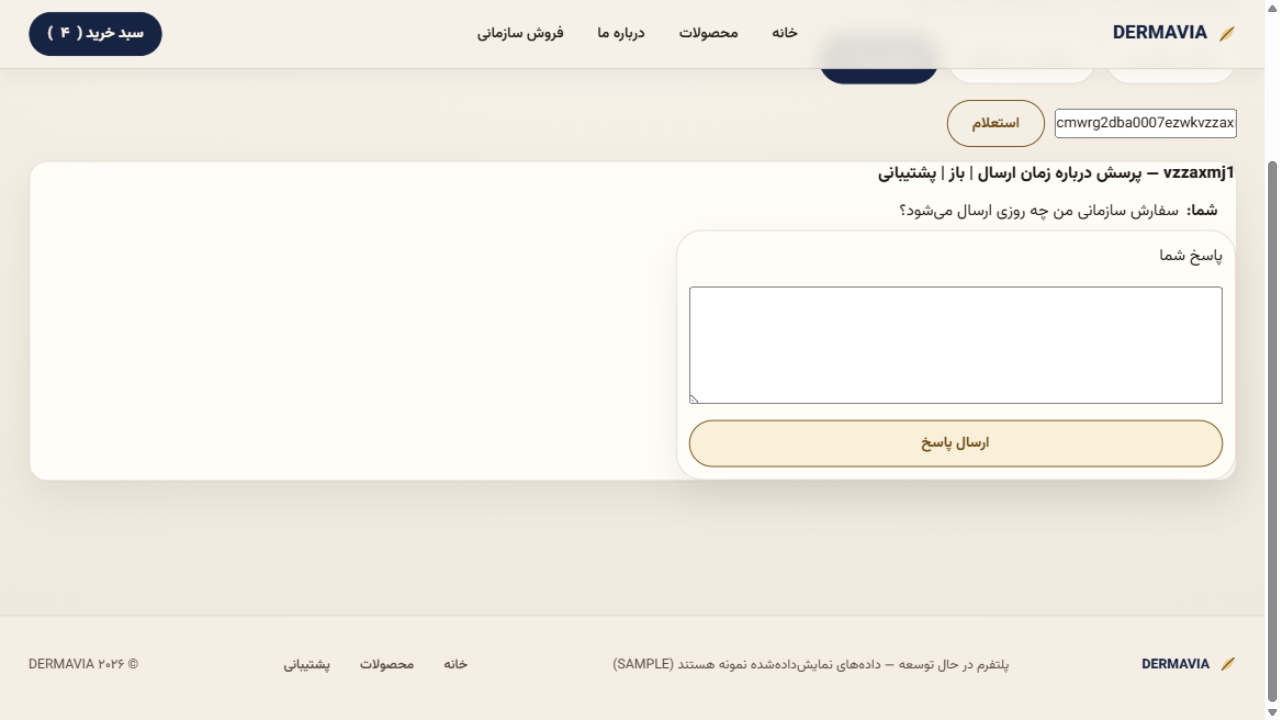 DERMAVIA
خانه
محصولات
درباره ما
فروش سازمانی
سبد خرید ( ۴ )
cmwrg2dba0007ezwkvzzax
استعلام
vzzaxmj1 — پرسش درباره زمان ارسال | باز | پشتیبانی
شما: سفارش سازمانی من چه روزی ارسال می‌شود؟
پاسخ شما
ارسال پاسخ
DERMAVIA
پلتفرم در حال توسعه — داده‌های نمایش‌داده‌شده نمونه هستند (SAMPLE)
خانه
محصولات
پشتیبانی
© ۲۰۲۶ DERMAVIA